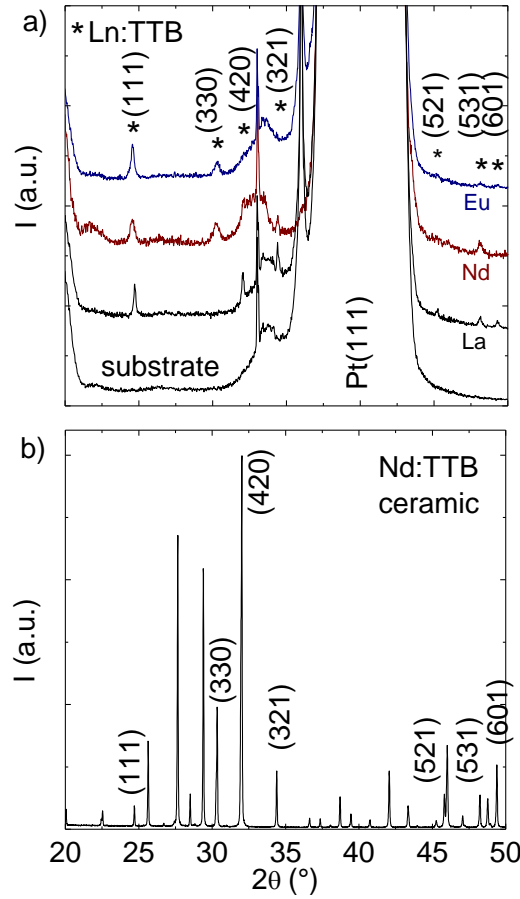 a)
* Ln:TTB
(111)
(330)
(420)
(321)
(521)
(531)
(601)
Eu
Nd
La
substrate
Pt(111)
I (a.u.)
b)
Nd:TTB
ceramic
(111)
(330)
(420)
(321)
(521)
(531)
(601)
I (a.u.)
20 25 30 35 40 45 50
2θ (°)